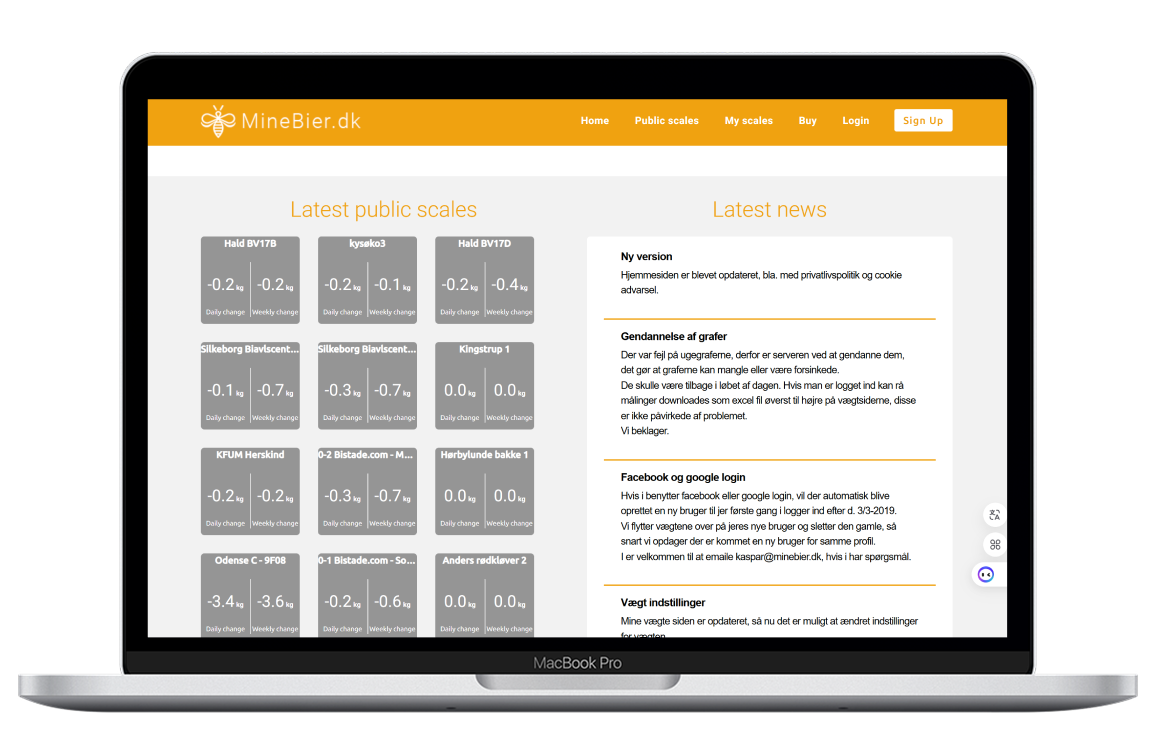 MineBier.dk
Home Public scales My scales Buy Login Sign Up
Latest public scales
Hald BV17B
-0.2 kg -0.2 kg
Daily change Weekly change
kysøko3
-0.2 kg -0.1 kg
Daily change Weekly change
Hald BV17D
-0.2 kg -0.4 kg
Daily change Weekly change
Silkeborg Biavlscent...
-0.1 kg -0.7 kg
Daily change Weekly change
Silkeborg Biavlscent...
-0.3 kg -0.7 kg
Daily change Weekly change
Kingstrup 1
0.0 kg 0.0 kg
Daily change Weekly change
KFUM Herskind
-0.2 kg -0.2 kg
Daily change Weekly change
0-2 Bistade.com - M...
-0.3 kg -0.7 kg
Daily change Weekly change
Hørbylunde bakke 1
0.0 kg 0.0 kg
Daily change Weekly change
Odense C - 9F08
-3.4 kg -3.6 kg
Daily change Weekly change
0-1 Bistade.com - So...
-0.2 kg -0.6 kg
Daily change Weekly change
Anders rødkløver 2
0.0 kg 0.0 kg
Daily change Weekly change
Latest news
Ny version
Hjemmesiden er blevet opdateret, bla. med privatlivspolitik og cookie
advarsel.
Gendannelse af grafer
Der var fejl på ugegraferne, derfor er serveren ved at gendanne dem,
det gør at graferne kan mangle eller være forsinkede.
De skulle være tilbage i løbet af dagen. Hvis man er logget ind kan rå
målinger downloades som excel fil øverst til højre på vægtsiderne, disse
er ikke påvirkede af problemet.
Vi beklager.
Facebook og google login
Hvis i benytter facebook eller google login, vil der automatisk blive
oprettet en ny bruger til jer første gang i logger ind efter d. 3/3-2019.
Vi flytter vægtene over på jeres nye bruger og sletter den gamle, så
snart vi opdager der er kommet en ny bruger for samme profil.
I er velkommen til at emaile kaspar@minebier.dk, hvis i har spørgsmål.
Vægt indstillinger
Mine vægte siden er opdateret, så nu det er muligt at ændret indstillinger
for vægten.
MacBook Pro